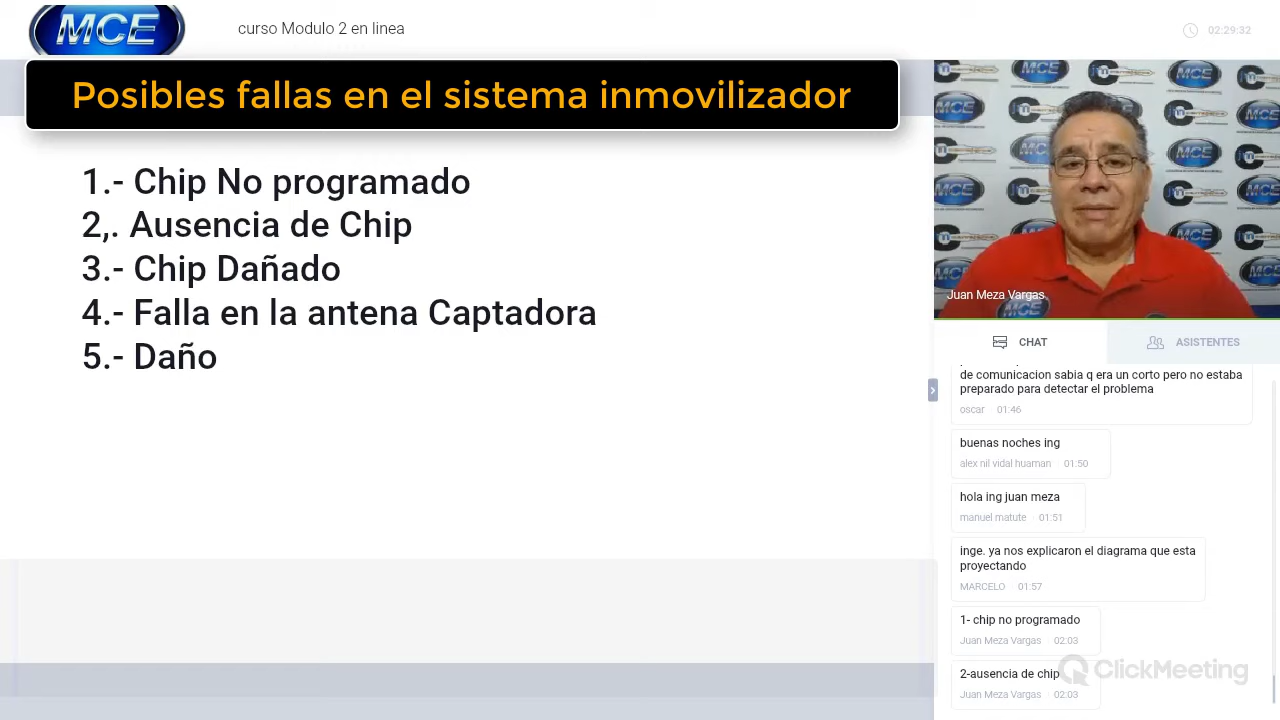 MCE
curso Modulo 2 en linea
02:29:32
Posibles fallas en el sistema inmovilizador
1.- Chip No programado
2,. Ausencia de Chip
3.- Chip Dañado
4.- Falla en la antena Captadora
5.- Daño
Juan Meza Vargas
CHAT
ASISTENTES
de comunicacion sabia q era un corto pero no estaba
preparado para detectar el problema
oscar 01:46
buenas noches ing
alex nil vidal huaman 01:50
hola ing juan meza
manuel matute 01:51
inge. ya nos explicaron el diagrama que esta
proyectando
MARCELO 01:57
1- chip no programado
Juan Meza Vargas 02:03
2-ausencia de chip
Juan Meza Vargas 02:03
ClickMeeting